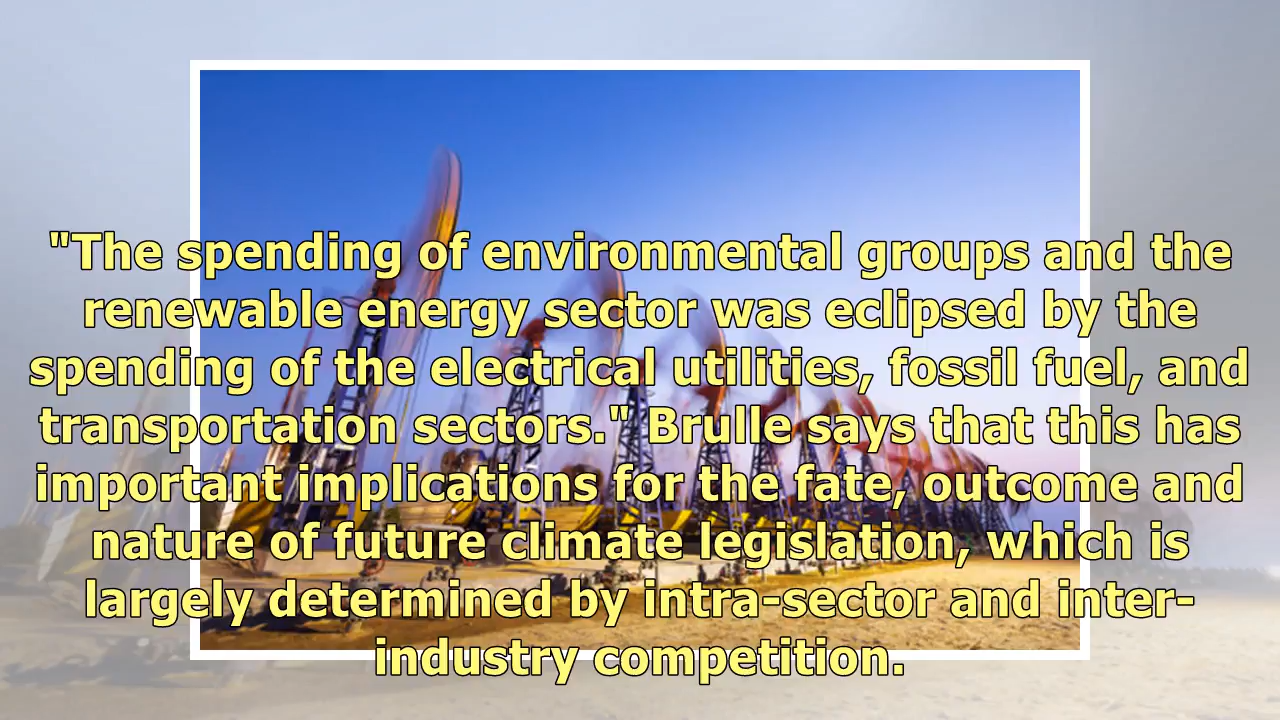 "The spending of environmental groups and the
renewable energy sector was eclipsed by the
spending of the electrical utilities, fossil fuel, and
transportation sectors." Brulle says that this has
important implications for the fate, outcome and
nature of future climate legislation, which is
largely determined by intra-sector and inter-
industry competition.